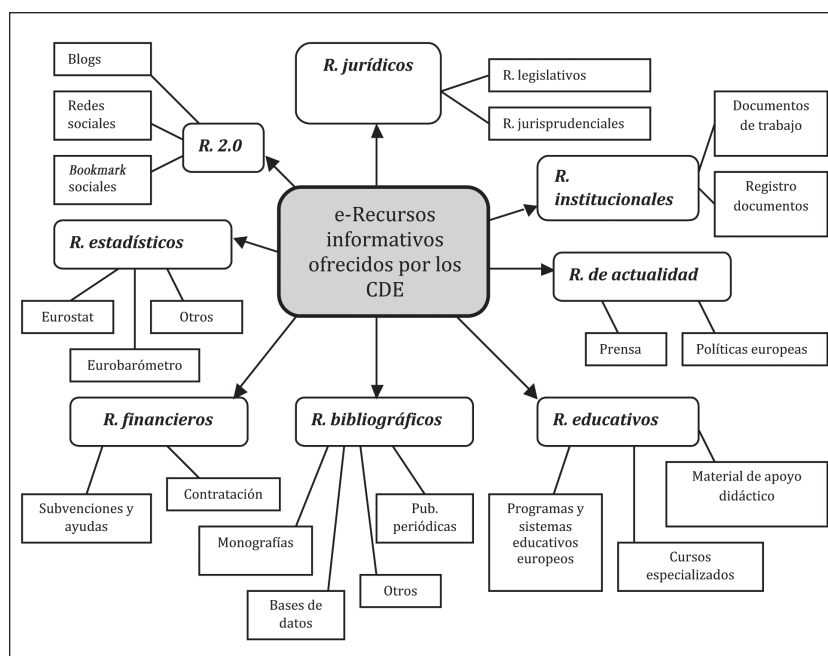 Blogs
Redes
sociales
Bookmark
sociales
R. 2.0
R. jurídicos
R. legislativos
R. jurisprudenciales
Documentos
de trabajo
R.
institucionales
Registro
documentos
e-Recursos
informativos
ofrecidos por los
CDE
R. estadísticos
Eurostat
Eurobarómetro
Otros
R. de actualidad
Prensa
Políticas europeas
R. financieros
Subvenciones y
ayudas
Contratación
R. bibliográficos
Monografías
Bases de
datos
Otros
Pub.
periódicas
R. educativos
Programas y
sistemas
educativos
europeos
Cursos
especializados
Material de apoyo
didáctico